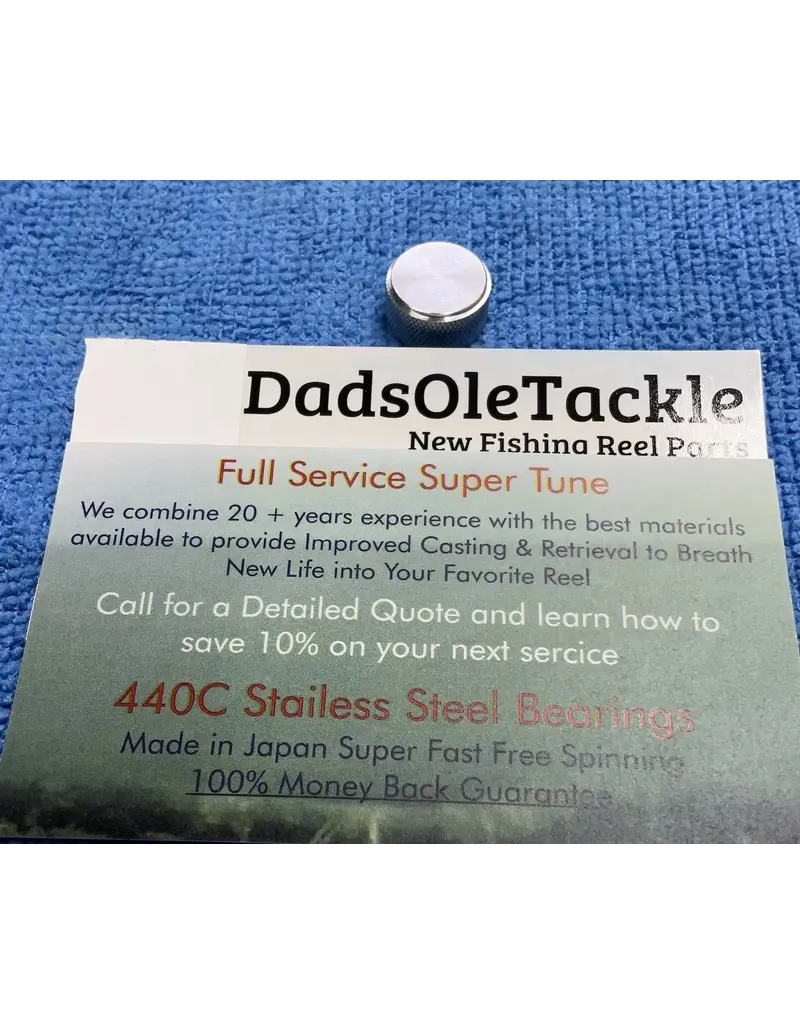 DadsOleTackle
New Fishing Reel Parts
Full Service Super Tune
We combine 20 + years experience with the best materials
available to provide Improved Casting & Retrieval to Breath
New Life into Your Favorite Reel
Call for a Detailed Quote and learn how to
save 10% on your next sercice
440C Stailess Steel Bearings
Made in Japan Super Fast Free Spinning
100% Money Back Guarantee